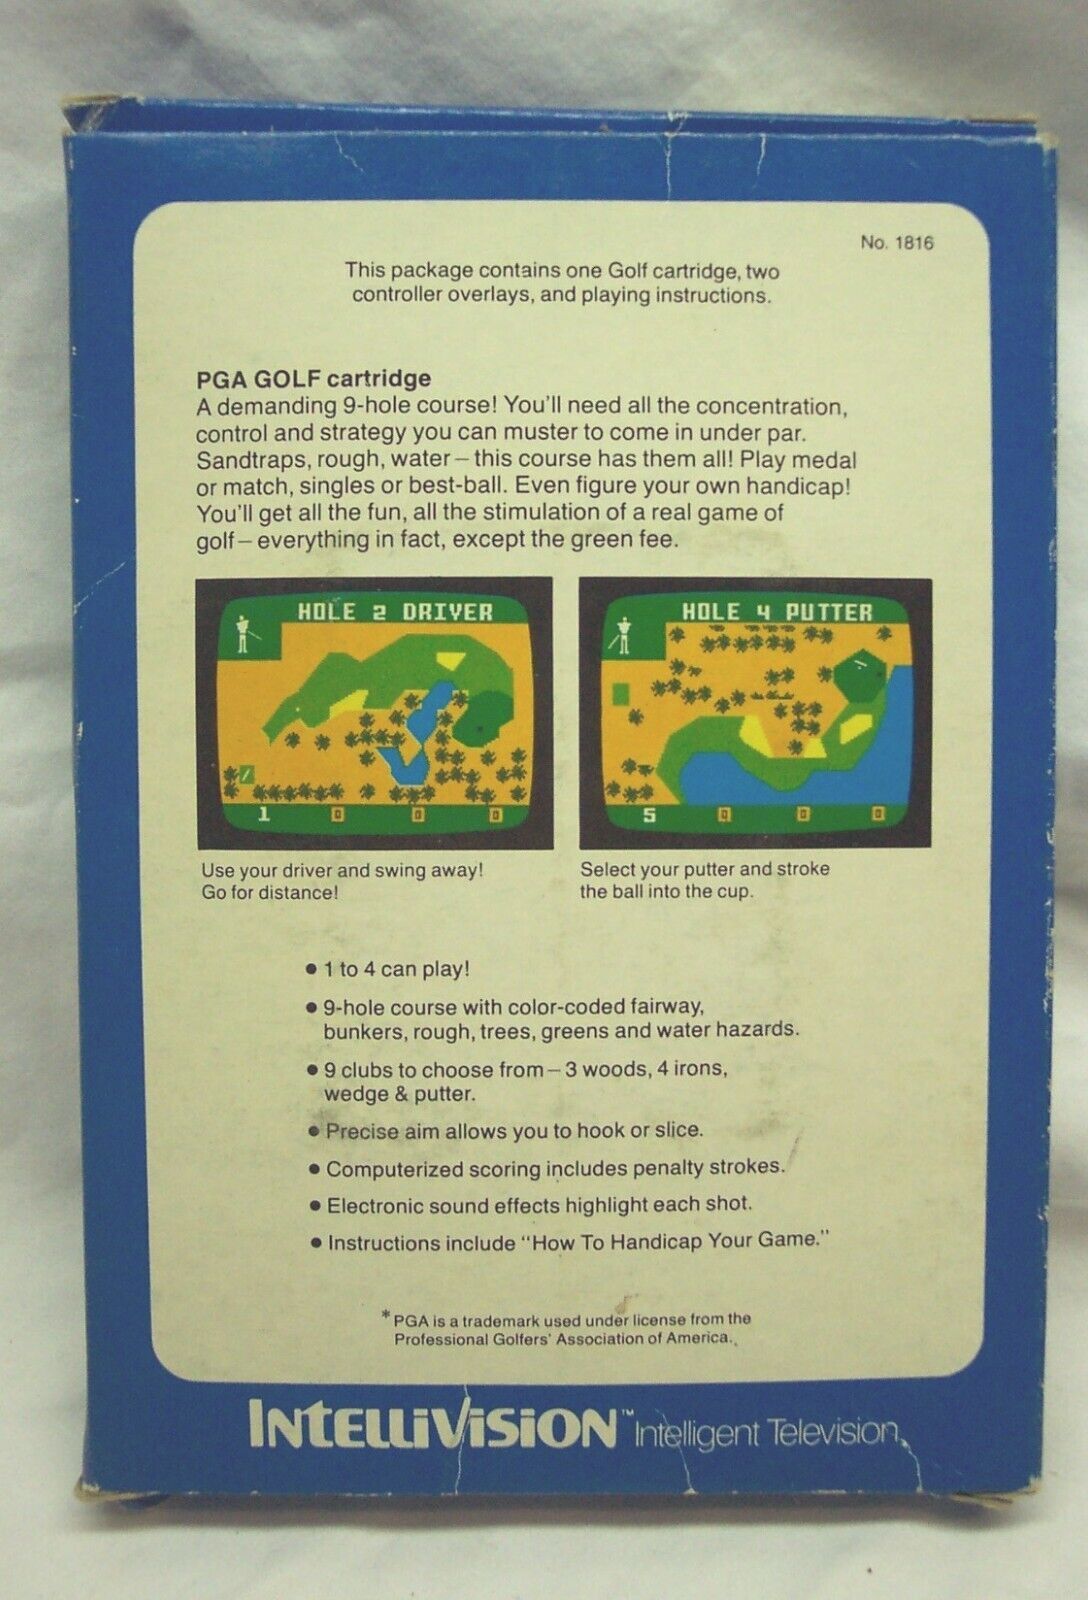 No. 1816
This package contains one Golf cartridge, two
controller overlays, and playing instructions.
PGA GOLF cartridge
A demanding 9-hole course! You'll need all the concentration,
control and strategy you can muster to come in under par.
Sandtraps, rough, water – this course has them all! Play medal
or match, singles or best-ball. Even figure your own handicap!
You'll get all the fun, all the stimulation of a real game of
golf – everything in fact, except the green fee.
HOLE 2 DRIVER
1 0 0 0
Use your driver and swing away!
Go for distance!
HOLE 4 PUTTER
5 0 0 0
Select your putter and stroke
the ball into the cup.
• 1 to 4 can play!
• 9-hole course with color-coded fairway,
bunkers, rough, trees, greens and water hazards.
• 9 clubs to choose from – 3 woods, 4 irons,
wedge & putter.
• Precise aim allows you to hook or slice.
• Computerized scoring includes penalty strokes.
• Electronic sound effects highlight each shot.
• Instructions include "How To Handicap Your Game."
* PGA is a trademark used under license from the
Professional Golfers' Association of America.
INTELLIVISION™ Intelligent Television